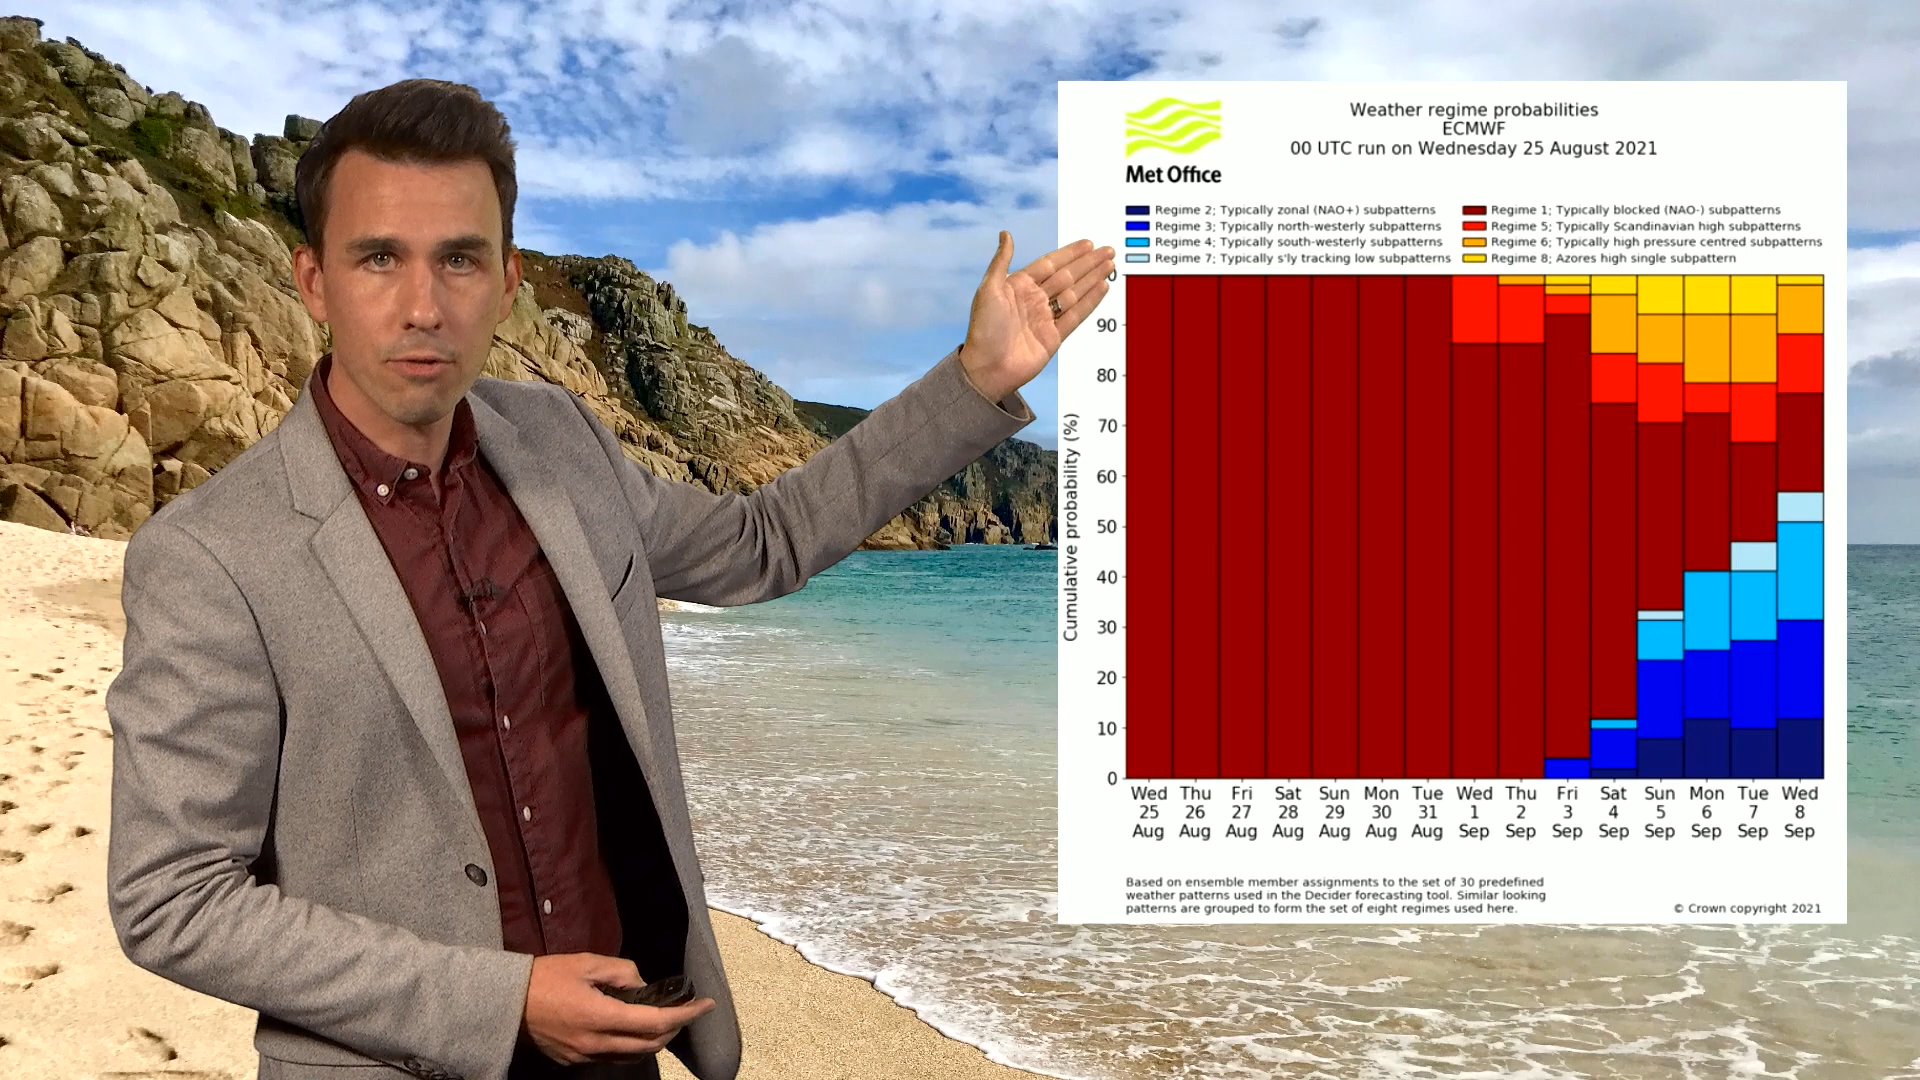 Met Office
Weather regime probabilities
ECMWF
00 UTC run on Wednesday 25 August 2021
Regime 2; Typically zonal (NAO+) subpatterns
Regime 3; Typically north-westerly subpatterns
Regime 4; Typically south-westerly subpatterns
Regime 7; Typically s'ly tracking low subpatterns
Regime 1; Typically blocked (NAO-) subpatterns
Regime 5; Typically Scandinavian high subpatterns
Regime 6; Typically high pressure centred subpatterns
Regime 8; Azores high single subpattern
Cumulative probability (%)
0
90
80
70
60
50
40
30
20
10
0
Wed Thu Fri Sat Sun Mon Tue Wed Thu Fri Sat Sun Mon Tue Wed
25 26 27 28 29 30 31 1 2 3 4 5 6 7 8
Aug Aug Aug Aug Aug Aug Aug Sep Sep Sep Sep Sep Sep Sep Sep
Based on ensemble member assignments to the set of 30 predefined
weather patterns used in the Decider forecasting tool. Similar looking
patterns are grouped to form the set of eight regimes used here.
© Crown copyright 2021